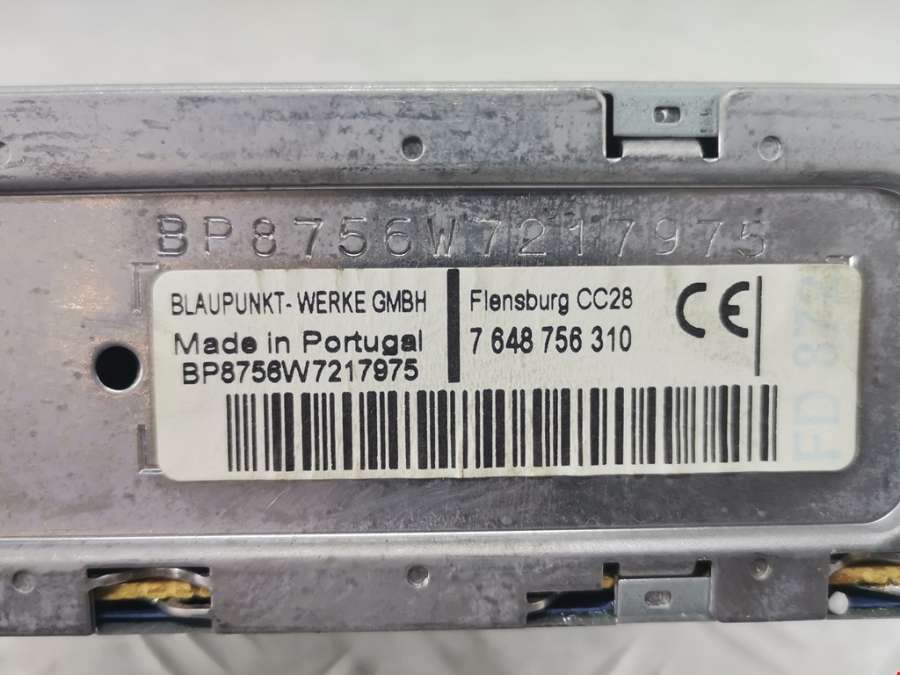 BP8756W7217975
BLAUPUNKT-WERKE GMBH
Made in Portugal
BP8756W7217975
Flensburg CC28
7 648 756 310
CE